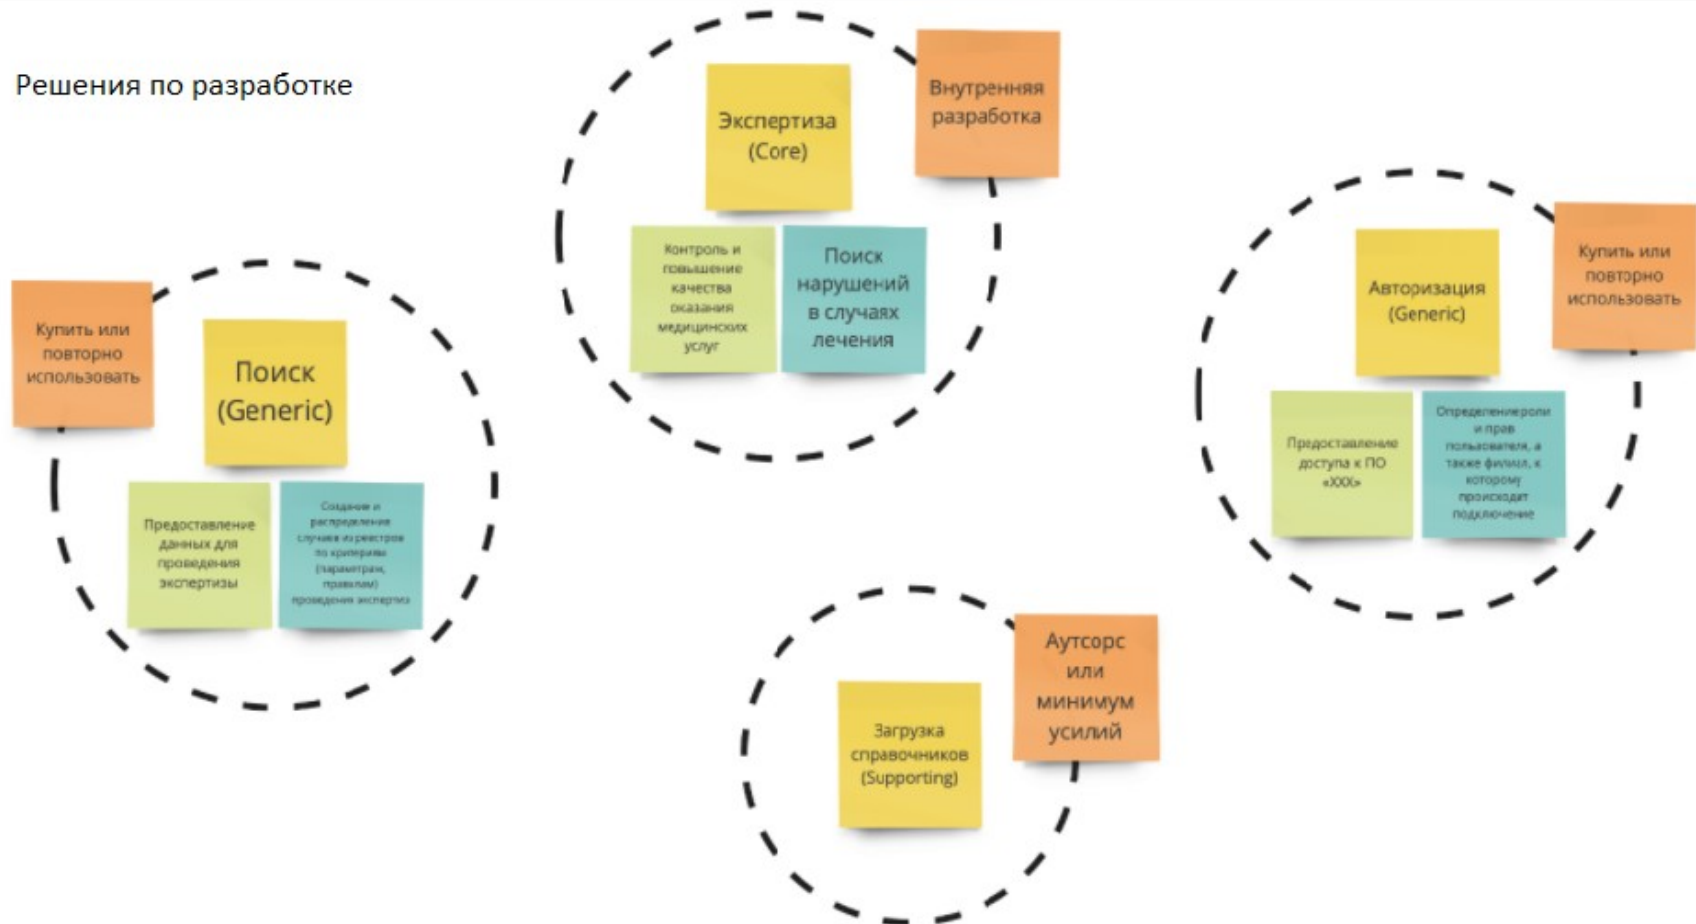 Решения по разработке
Экспертиза
(Core)
Внутренняя
разработка
Контроль и
повышение
качества
оказания
медицинских
услуг
Поиск
нарушений
в случаях
лечения
Купить или
повторно
использовать
Поиск
(Generic)
Предоставление
данных для
проведения
экспертизы
Создание и
распределение
случаев из реестров
по критериям
(параметрам,
правилам)
проведения экспертиз
Купить или
повторно
использовать
Авторизация
(Generic)
Предоставление
доступа к ПО
«XXX»
Определениероли
и прав
пользователя, а
также филиал, к
которому
происходит
подключение
Аутсорс
или
минимум
усилий
Загрузка
справочников
(Supporting)